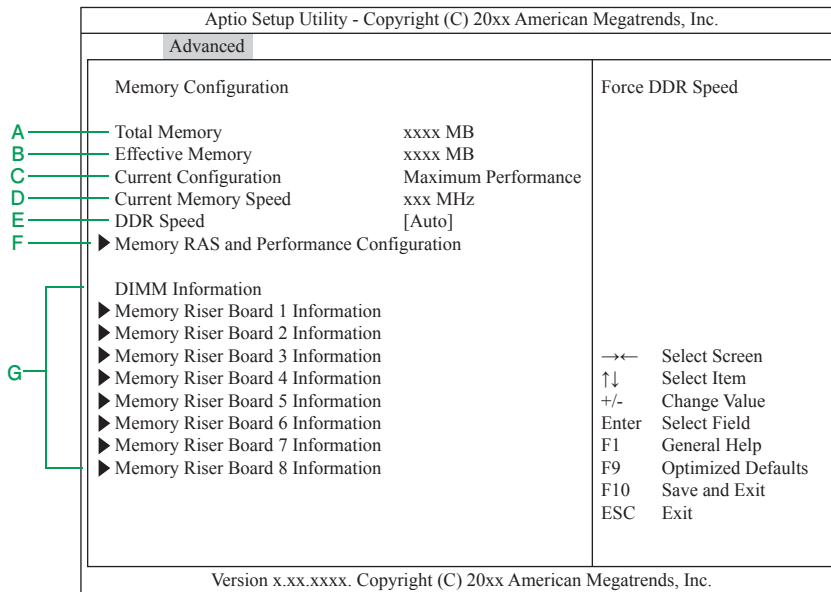 Aptio Setup Utility - Copyright (C) 20xx American Megatrends, Inc.
Advanced
Memory Configuration
Force DDR Speed
A Total Memory xxxx MB
B Effective Memory xxxx MB
C Current Configuration Maximum Performance
D Current Memory Speed xxx MHz
E DDR Speed [Auto]
F ▶ Memory RAS and Performance Configuration
G
DIMM Information
▶ Memory Riser Board 1 Information
▶ Memory Riser Board 2 Information
▶ Memory Riser Board 3 Information
▶ Memory Riser Board 4 Information
▶ Memory Riser Board 5 Information
▶ Memory Riser Board 6 Information
▶ Memory Riser Board 7 Information
▶ Memory Riser Board 8 Information
→← Select Screen
↑↓ Select Item
+/- Change Value
Enter Select Field
F1 General Help
F9 Optimized Defaults
F10 Save and Exit
ESC Exit
Version x.xx.xxxx. Copyright (C) 20xx American Megatrends, Inc.